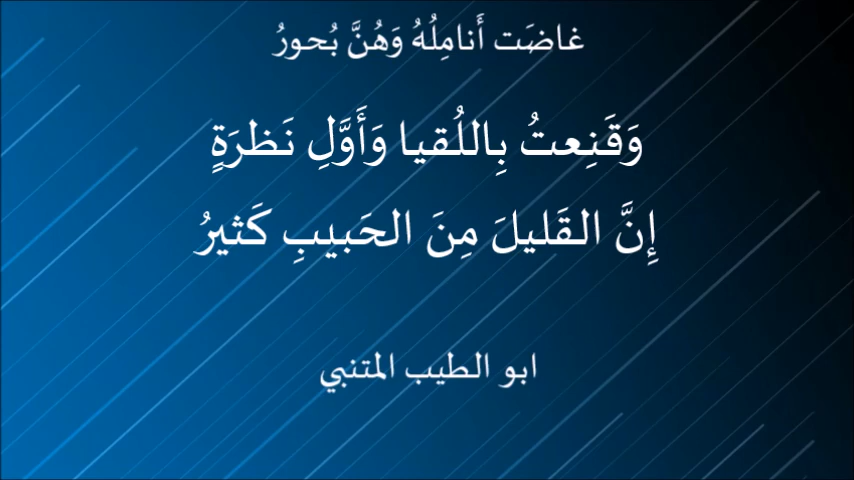 غاضَت أَنامِلُهُ وَهُنَّ بُحورُ
وَقَنِعتُ بِاللُقيا وَأَوَّلِ نَظرَةٍ
إِنَّ القَليلَ مِنَ الحَبيبِ كَثيرُ
ابو الطيب المتنبي